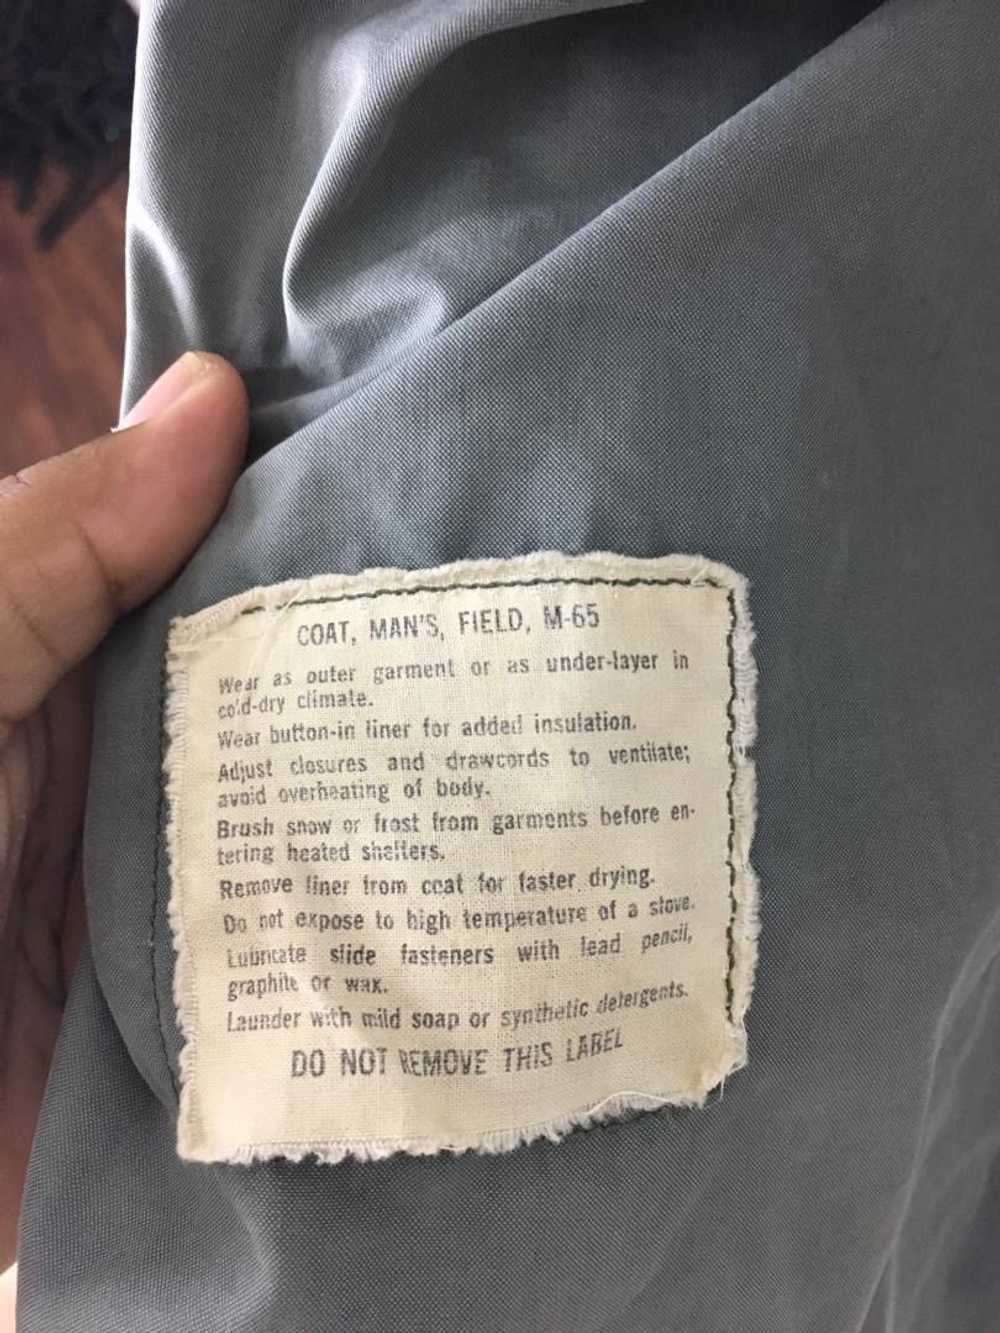 COAT, MAN'S, FIELD, M-65
Wear as outer garment or as under-layer in
cold-dry climate.
Wear button-in liner for added insulation.
Adjust closures and drawcords to ventilate;
avoid overheating of body.
Brush snow or frost from garments before en-
tering heated shelters.
Remove liner from coat for faster drying.
Do not expose to high temperature of a stove.
Lubricate slide fasteners with lead pencil,
graphite or wax.
Launder with mild soap or synthetic detergents.
DO NOT REMOVE THIS LABEL